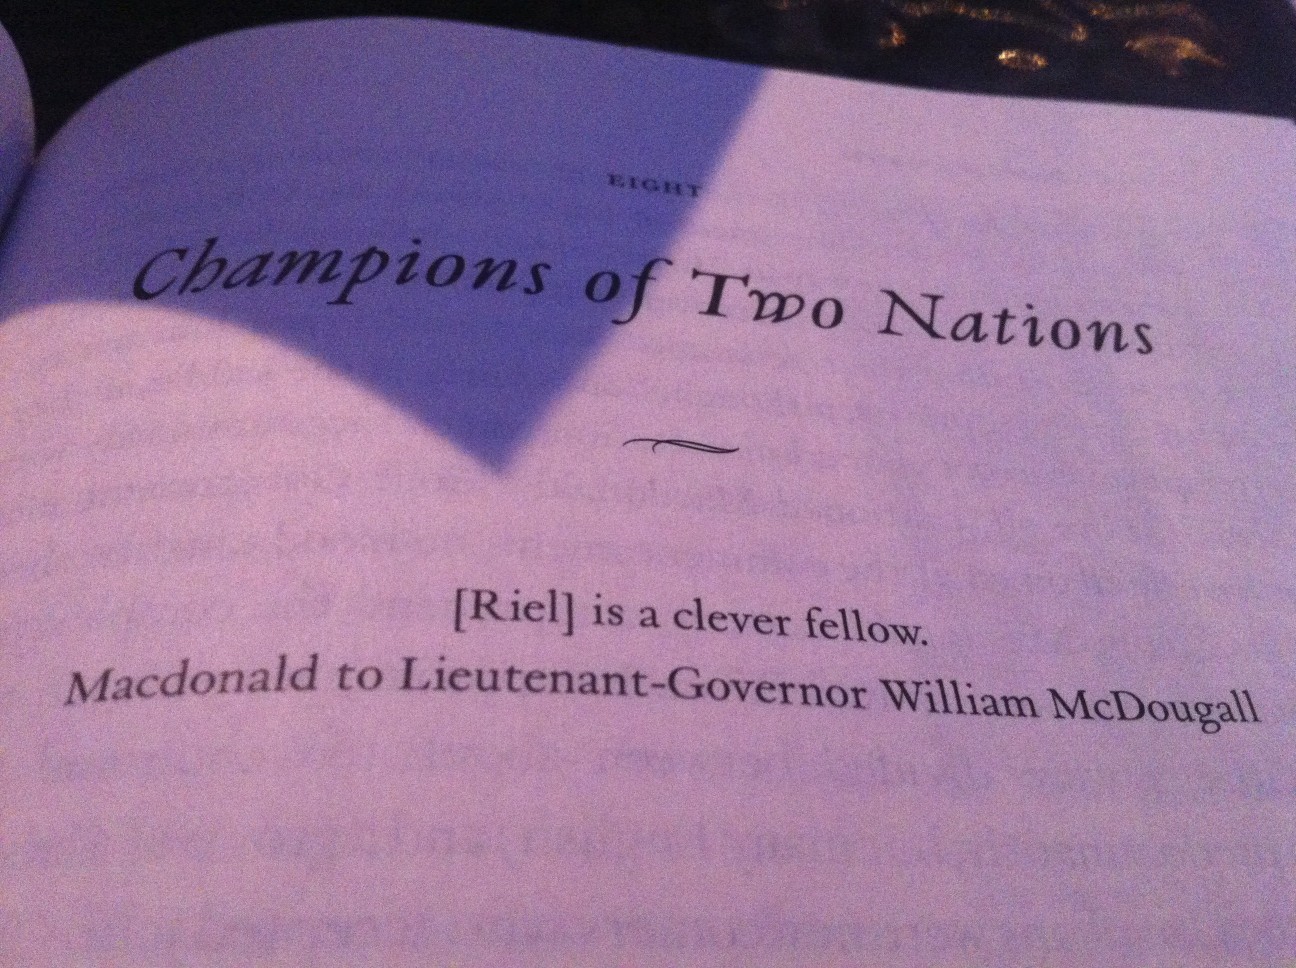 EIGHT
Champions of Two Nations
[Riel] is a clever fellow.
Macdonald to Lieutenant-Governor William McDougall